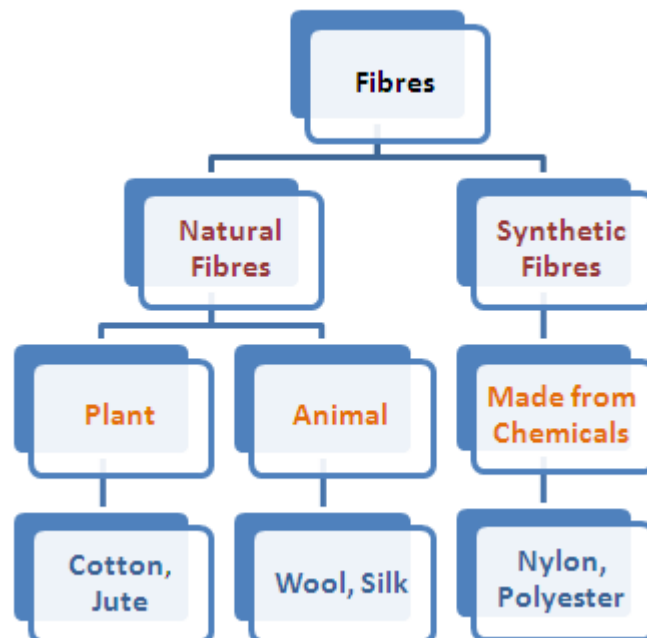 Fibres
Natural
Fibres
Synthetic
Fibres
Plant
Animal
Made from
Chemicals
Cotton,
Jute
Wool, Silk
Nylon,
Polyester